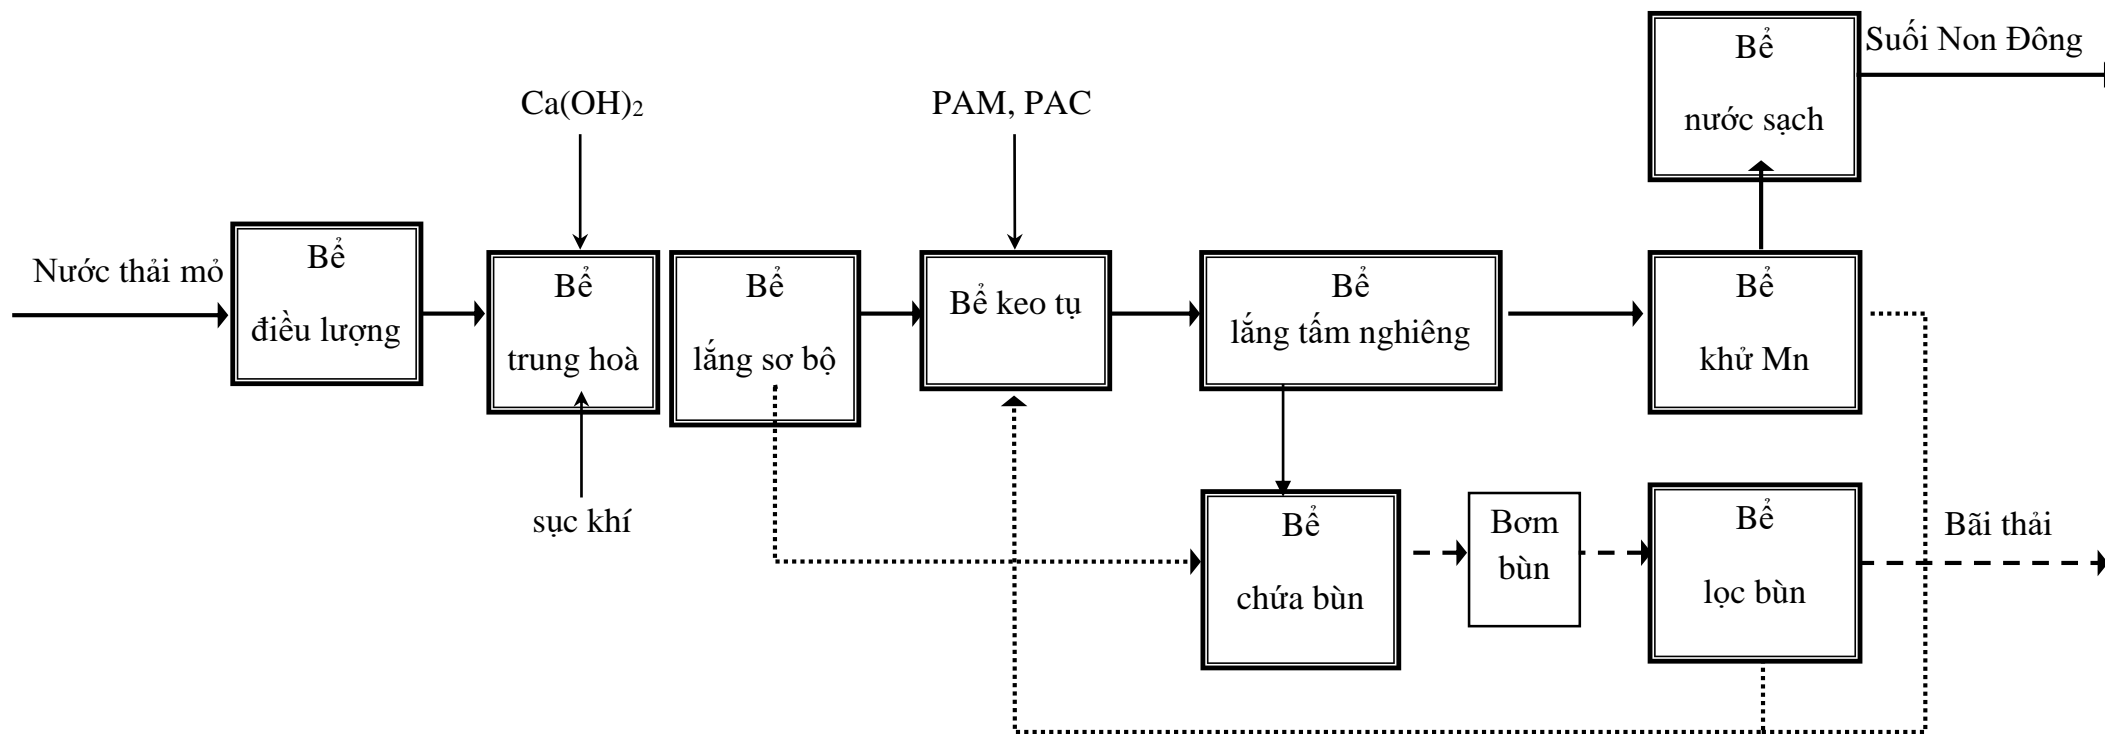 Bể
nước sạch
Suối Non Đông
Ca(OH)₂
PAM, PAC
Nước thải mỏ
Bể
điều lượng
Bể
trung hoà
Bể
lắng sơ bộ
Bể keo tụ
Bể
lắng tấm nghiêng
Bể
khử Mn
sục khí
Bể
chứa bùn
Bơm
bùn
Bể
lọc bùn
Bãi thải